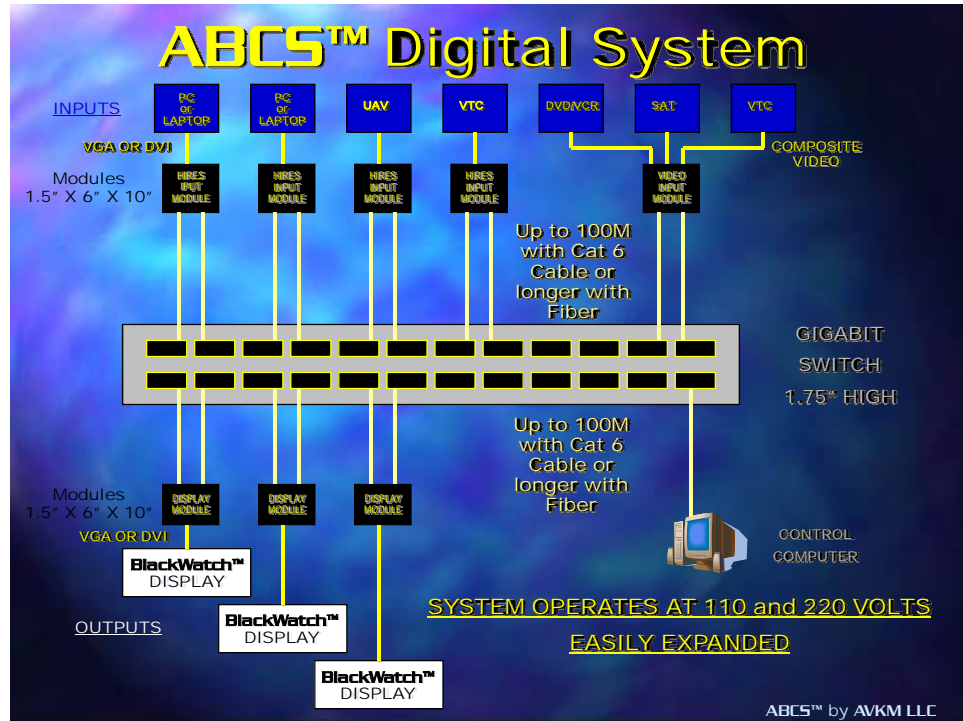 ABCS™ Digital System
INPUTS
PC
or
LAPTOP
PC
or
LAPTOP
UAV
VTC
DVD/VCR
SAT
VTC
VGA OR DVI
COMPOSITE
VIDEO
Modules
1.5” X 6” X 10”
HIRES
IPUT
MODULE
HIRES
INPUT
MODULE
HIRES
INPUT
MODULE
HIRES
INPUT
MODULE
VIDEO
INPUT
MODULE
Up to 100M
with Cat 6
Cable or
longer with
Fiber
GIGABIT
SWITCH
1.75” HIGH
Up to 100M
with Cat 6
Cable or
longer with
Fiber
Modules
1.5” X 6” X 10”
DISPLAY
MODULE
DISPLAY
MODULE
DISPLAY
MODULE
VGA OR DVI
CONTROL
COMPUTER
BlackWatch™
DISPLAY
BlackWatch™
DISPLAY
BlackWatch™
DISPLAY
OUTPUTS
SYSTEM OPERATES AT 110 and 220 VOLTS
EASILY EXPANDED
ABCS™ by AVKM LLC